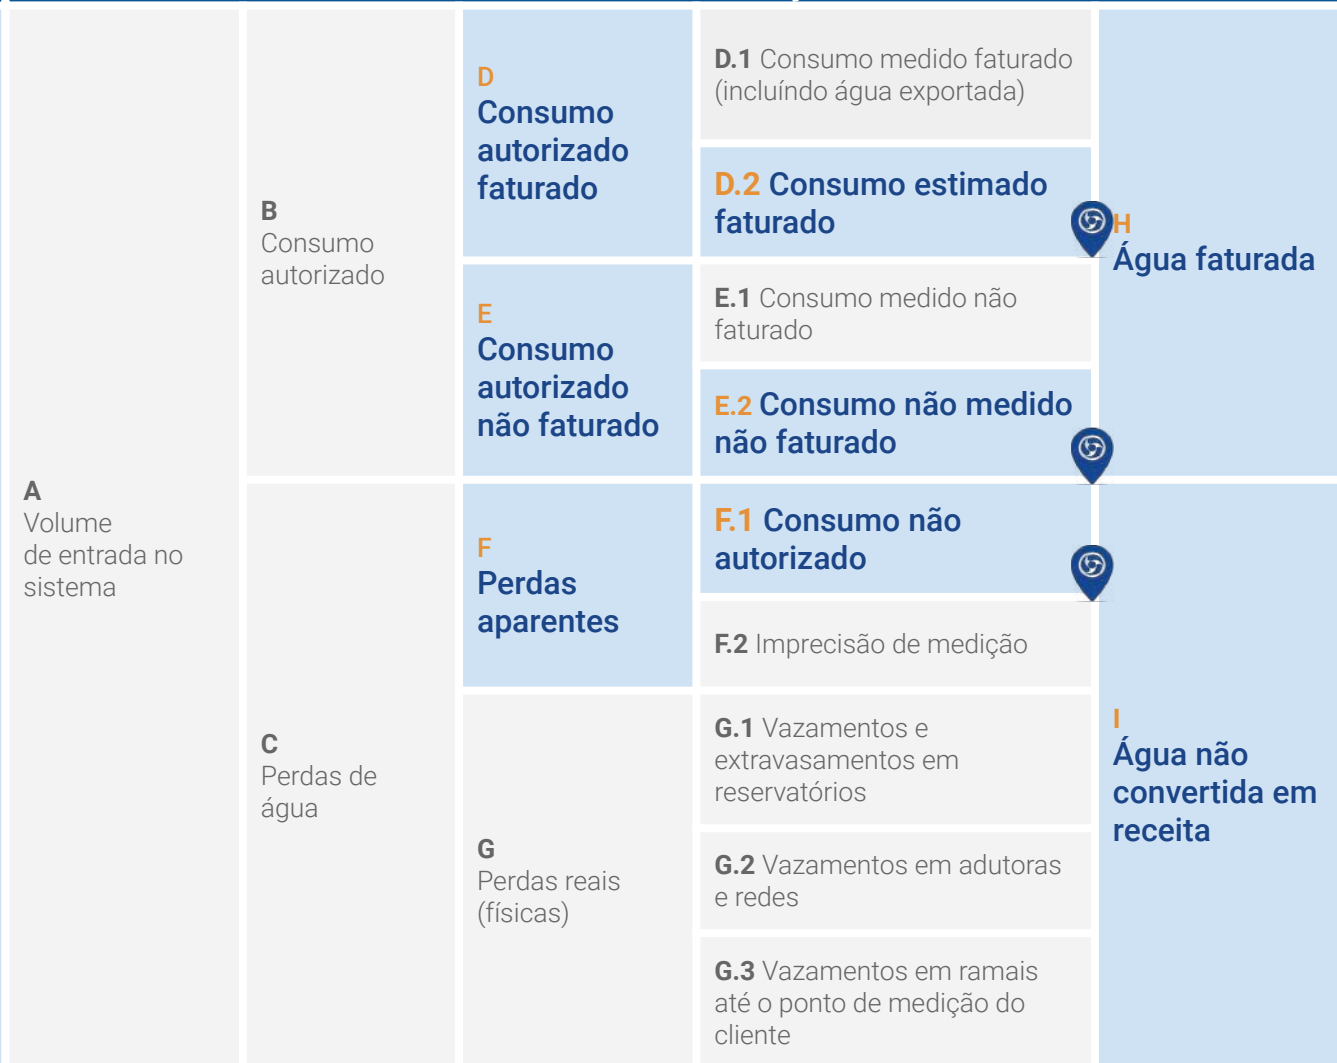 A
Volume
de entrada no
sistema
B
Consumo
autorizado
C
Perdas de
água
D
Consumo
autorizado
faturado
E
Consumo
autorizado
não faturado
F
Perdas
aparentes
G
Perdas reais
(físicas)
D.1 Consumo medido faturado
(incluíndo água exportada)
D.2 Consumo estimado
faturado
E.1 Consumo medido não
faturado
E.2 Consumo não medido
não faturado
F.1 Consumo não
autorizado
F.2 Imprecisão de medição
G.1 Vazamentos e
extravasamentos em
reservatórios
G.2 Vazamentos em adutoras
e redes
G.3 Vazamentos em ramais
até o ponto de medição do
cliente
H
Água faturada
I
Água não
convertida em
receita